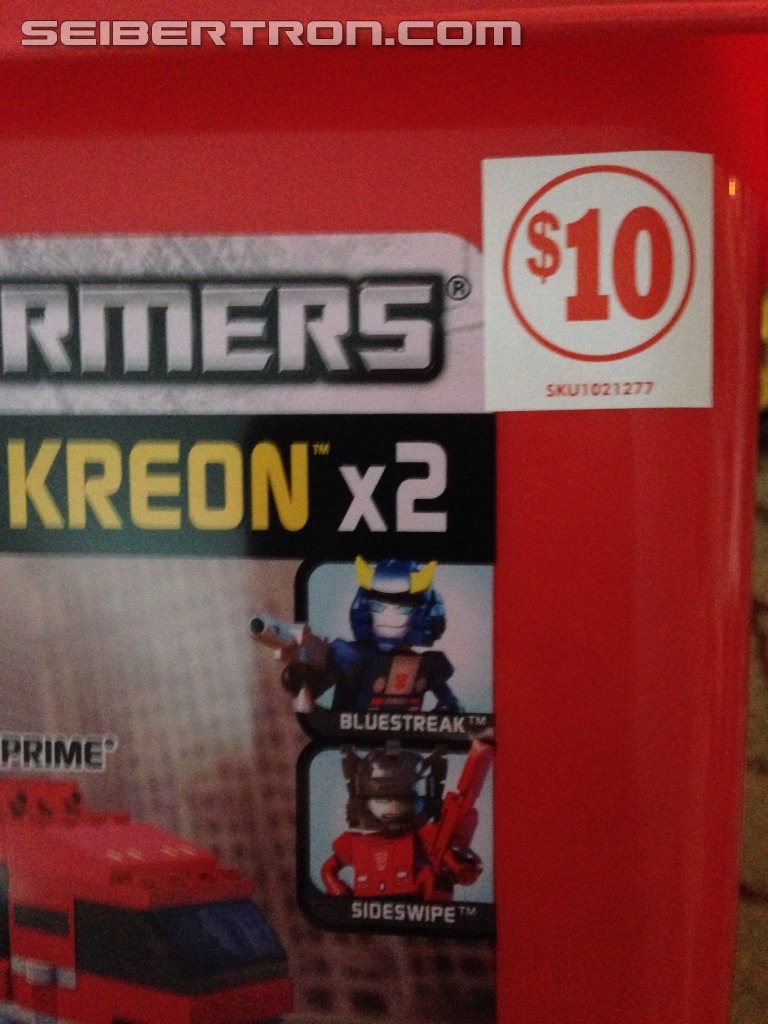 SEIBERTRON.com
$10
SKU1021277
RMERS®
KREON™ x2
BLUESTREAK™
PRIME®
SIDESWIPE™